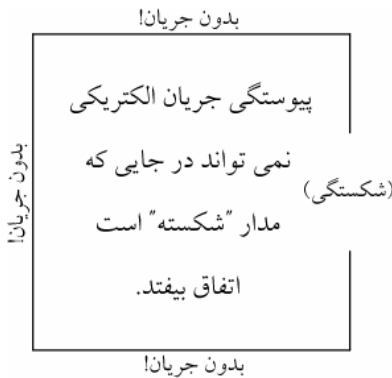 بدون جریان!
پیوستگی جریان الکتریکی
نمی تواند در جایی که
(شکستگی)
مدار "شکسته" است
اتفاق بیفتد.
بدون جریان!
بدون جریان!